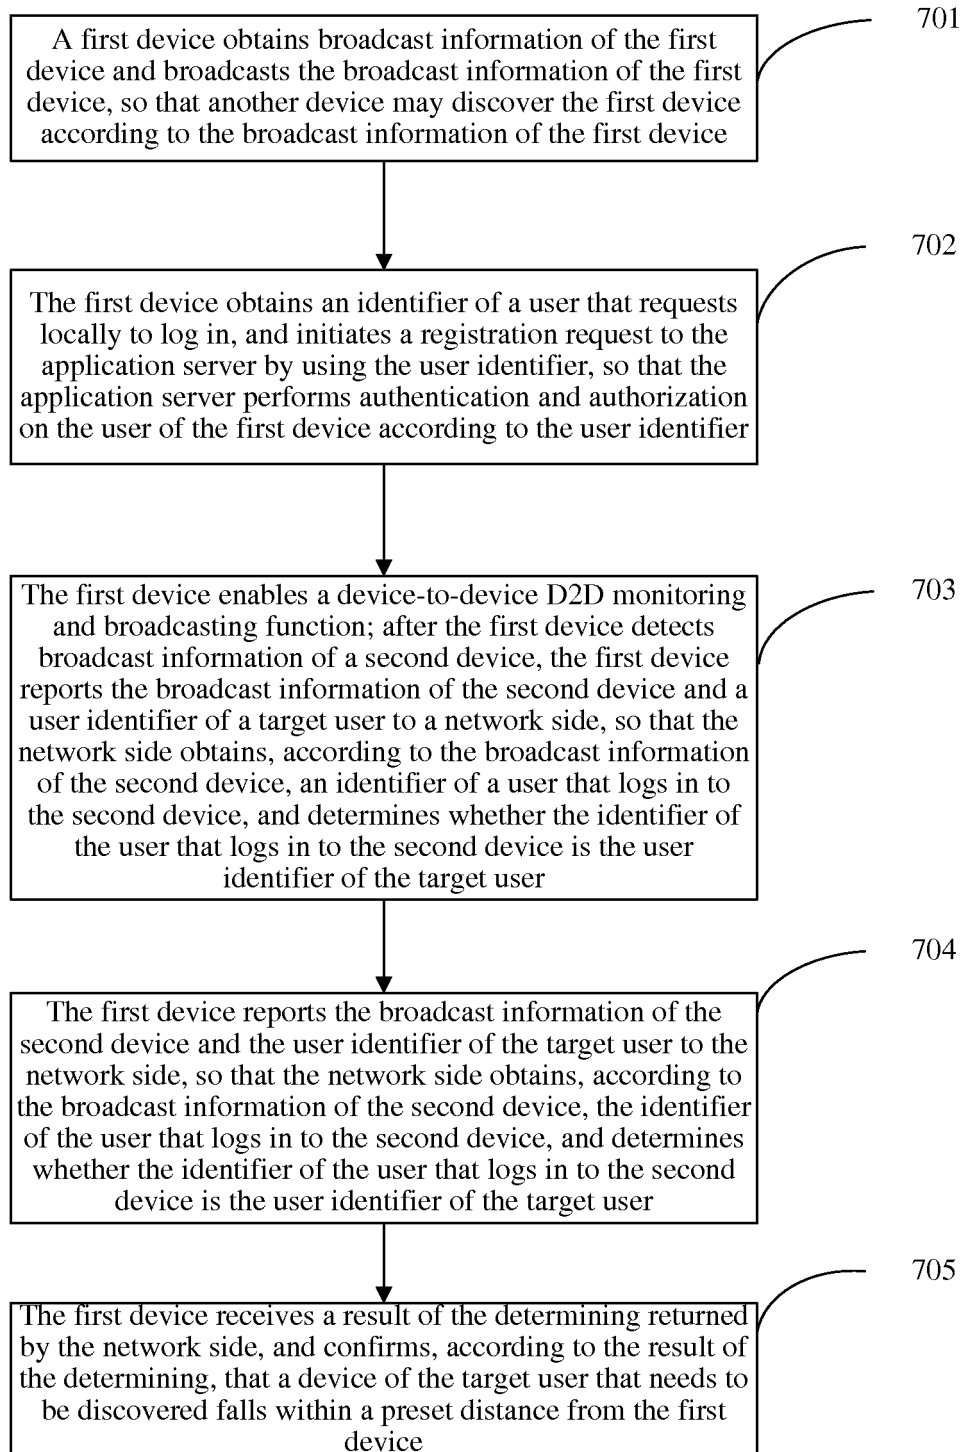 701
A first device obtains broadcast information of the first
device and broadcasts the broadcast information of the first
device, so that another device may discover the first device
according to the broadcast information of the first device
702
The first device obtains an identifier of a user that requests
locally to log in, and initiates a registration request to the
application server by using the user identifier, so that the
application server performs authentication and authorization
on the user of the first device according to the user identifier
703
The first device enables a device-to-device D2D monitoring
and broadcasting function; after the first device detects
broadcast information of a second device, the first device
reports the broadcast information of the second device and a
user identifier of a target user to a network side, so that the
network side obtains, according to the broadcast information
of the second device, an identifier of a user that logs in to
the second device, and determines whether the identifier of
the user that logs in to the second device is the user
identifier of the target user
704
The first device reports the broadcast information of the
second device and the user identifier of the target user to the
network side, so that the network side obtains, according to
the broadcast information of the second device, the identifier
of the user that logs in to the second device, and determines
whether the identifier of the user that logs in to the second
device is the user identifier of the target user
705
The first device receives a result of the determining returned
by the network side, and confirms, according to the result of
the determining, that a device of the target user that needs to
be discovered falls within a preset distance from the first
device